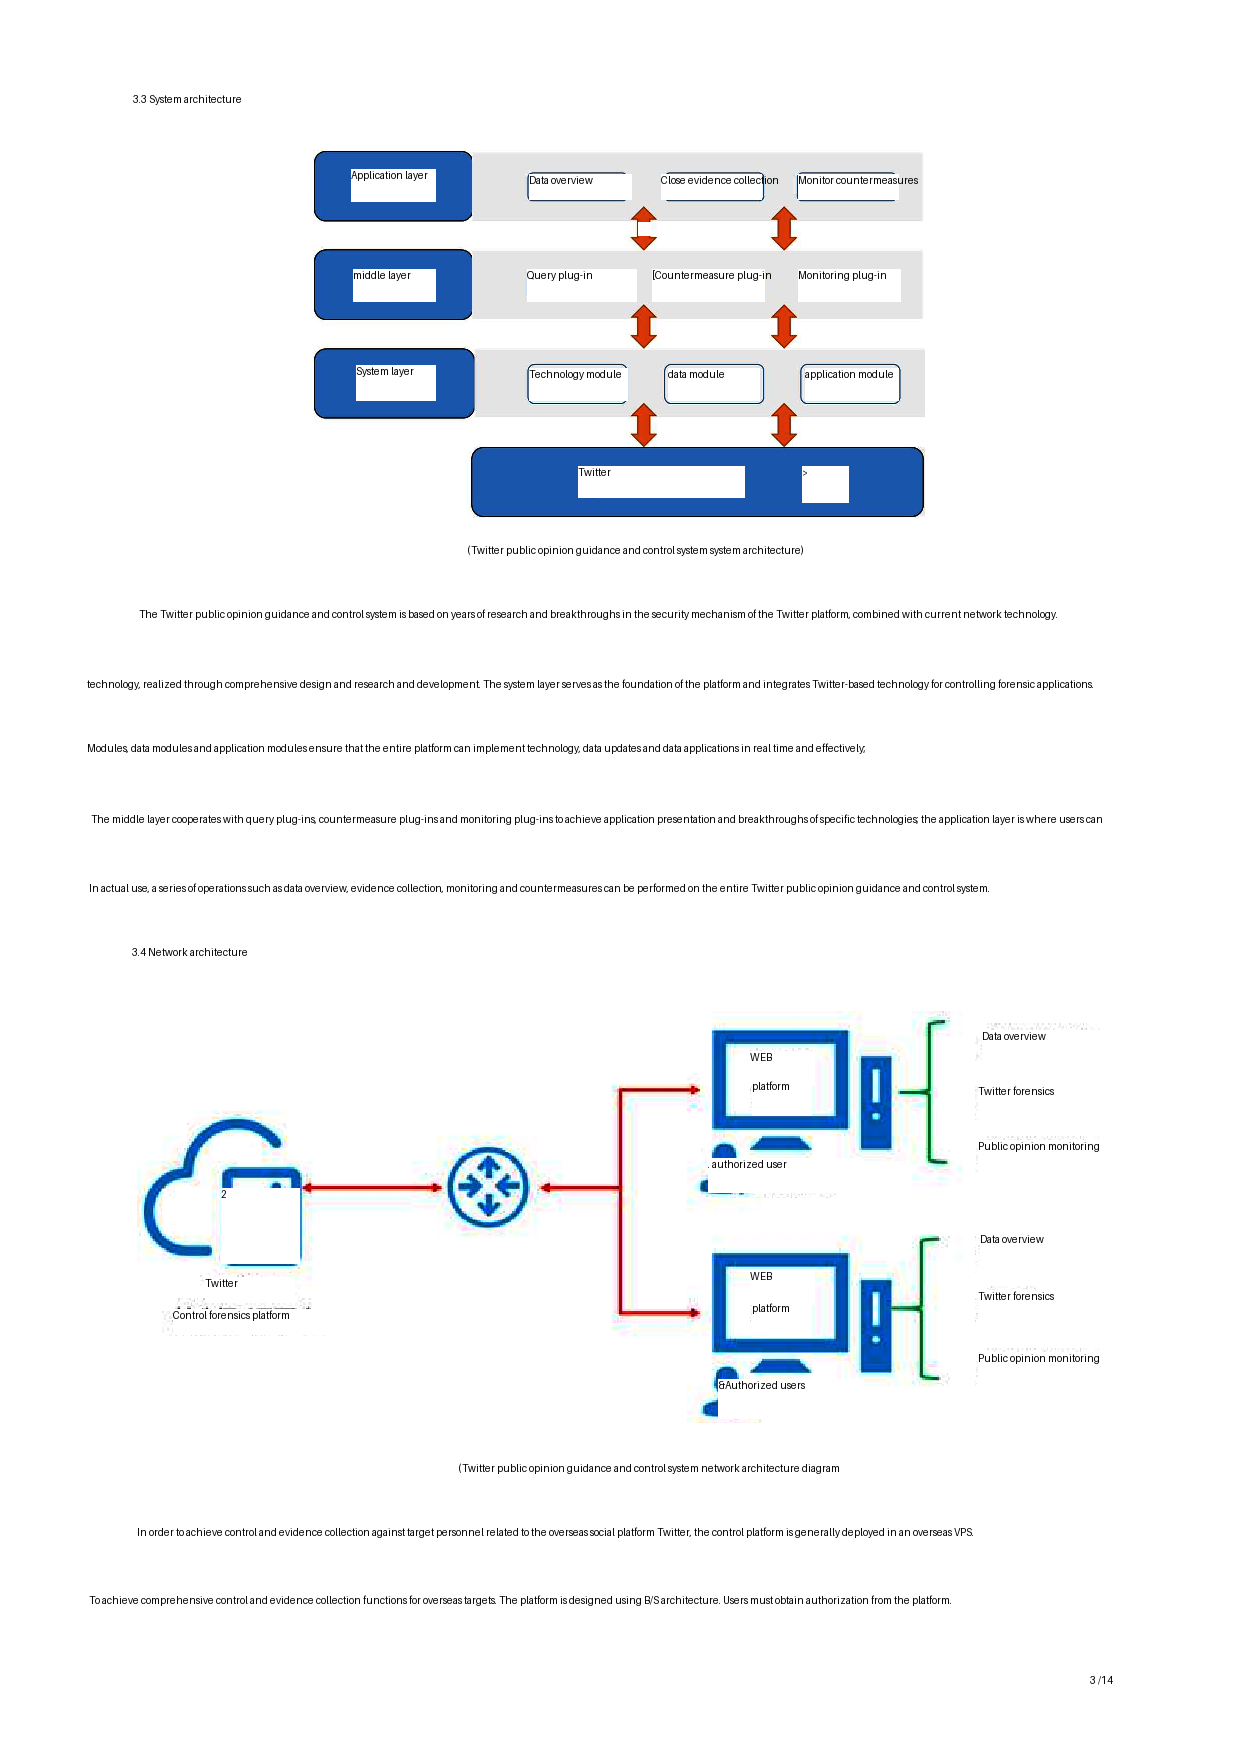 3.3 System architecture
Application layer
Data overview
Close evidence collection
Monitor countermeasures
middle layer
Query plug-in
[Countermeasure plug-in
Monitoring plug-in
System layer
Technology module
data module
application module
Twitter
>
(Twitter public opinion guidance and control system system architecture)
The Twitter public opinion guidance and control system is based on years of research and breakthroughs in the security mechanism of the Twitter platform, combined with current network technology.
technology, realized through comprehensive design and research and development. The system layer serves as the foundation of the platform and integrates Twitter-based technology for controlling forensic applications.
Modules, data modules and application modules ensure that the entire platform can implement technology, data updates and data applications in real time and effectively;
The middle layer cooperates with query plug-ins, countermeasure plug-ins and monitoring plug-ins to achieve application presentation and breakthroughs of specific technologies; the application layer is where users can
In actual use, a series of operations such as data overview, evidence collection, monitoring and countermeasures can be performed on the entire Twitter public opinion guidance and control system.
3.4 Network architecture
WEB
platform
authorized user
Data overview
Twitter forensics
Public opinion monitoring
2
Twitter
Control forensics platform
WEB
platform
&Authorized users
Data overview
Twitter forensics
Public opinion monitoring
(Twitter public opinion guidance and control system network architecture diagram
In order to achieve control and evidence collection against target personnel related to the overseas social platform Twitter, the control platform is generally deployed in an overseas VPS.
To achieve comprehensive control and evidence collection functions for overseas targets. The platform is designed using B/S architecture. Users must obtain authorization from the platform.
3 /14